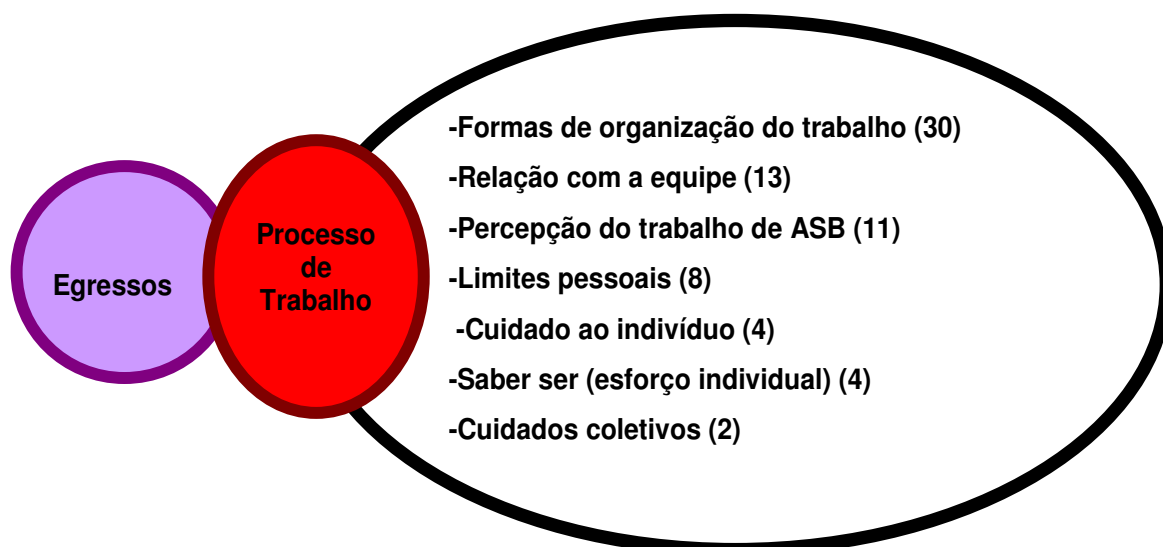 Egressos
Processo
de
Trabalho
-Formas de organização do trabalho (30)
-Relação com a equipe (13)
-Percepção do trabalho de ASB (11)
-Limites pessoais (8)
-Cuidado ao indivíduo (4)
-Saber ser (esforço individual) (4)
-Cuidados coletivos (2)